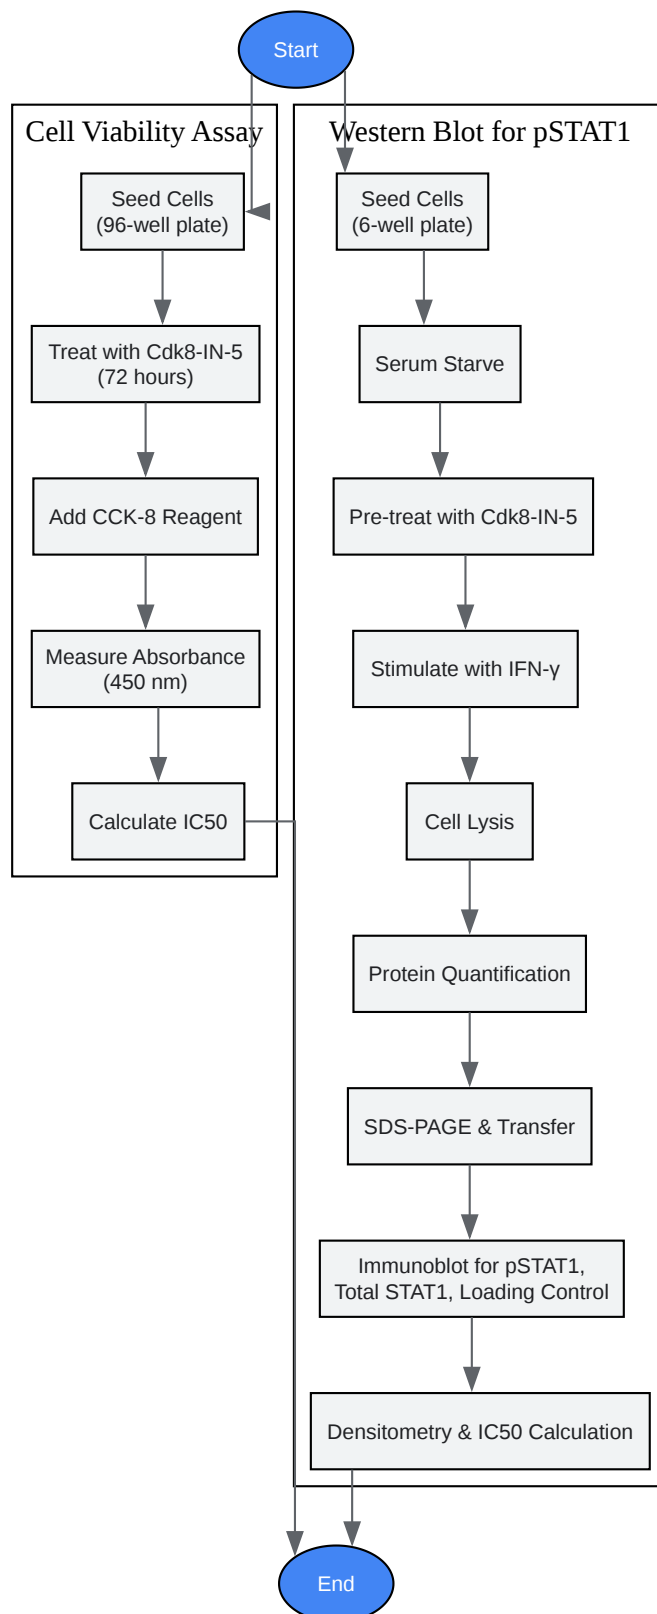 Start
Cell Viability Assay
Seed Cells
(96-well plate)
Treat with Cdk8-IN-5
(72 hours)
Add CCK-8 Reagent
Measure Absorbance
(450 nm)
Calculate IC50
Western Blot for pSTAT1
Seed Cells
(6-well plate)
Serum Starve
Pre-treat with Cdk8-IN-5
Stimulate with IFN-γ
Cell Lysis
Protein Quantification
SDS-PAGE & Transfer
Immunoblot for pSTAT1,
Total STAT1, Loading Control
Densitometry & IC50 Calculation
End